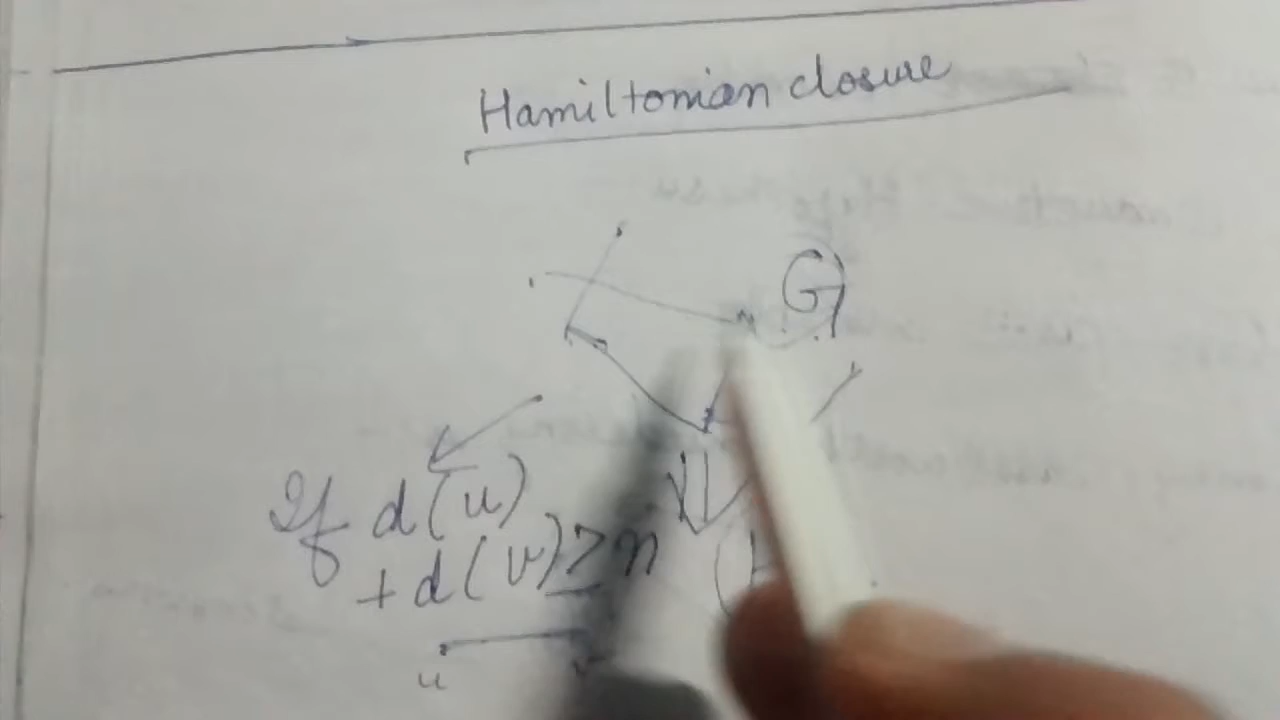 Hamiltonian closure
G
If d(u)
+d(v) ≥ n
u